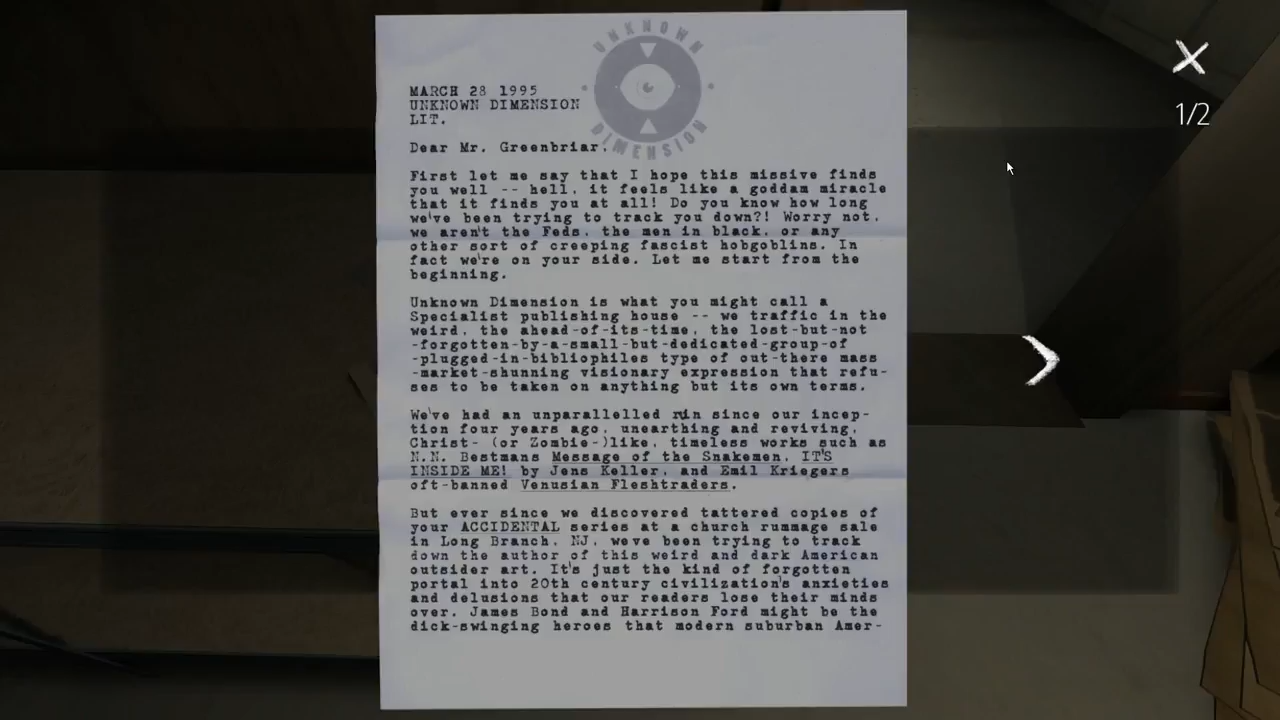 UNKNOWN
DIMENSION
1/2
MARCH 28 1995
UNKNOWN DIMENSION
LIT.
Dear Mr. Greenbriar,
First let me say that I hope this missive finds
you well -- hell, it feels like a goddam miracle
that it finds you at all! Do you know how long
we've been trying to track you down?! Worry not,
we aren't the Feds, the men in black, or any
other sort of creeping fascist hobgoblins. In
fact we're on your side. Let me start from the
beginning.
Unknown Dimension is what you might call a
Specialist publishing house -- we traffic in the
weird, the ahead-of-its-time, the lost-but-not
-forgotten-by-a-small-but-dedicated-group-of
-plugged-in-bibliophiles type of out-there mass
-market-shunning visionary expression that refu-
ses to be taken on anything but its own terms.
We've had an unparallelled run since our incep-
tion four years ago, unearthing and reviving,
Christ- (or Zombie-)like, timeless works such as
N.N. Bestmans Message of the Snakemen, IT'S
INSIDE ME! by Jens Keller, and Emil Kriegers
oft-banned Venusian Fleshtraders.
But ever since we discovered tattered copies of
your ACCIDENTAL series at a church rummage sale
in Long Branch, NJ, weve been trying to track
down the author of this weird and dark American
outsider art. It's just the kind of forgotten
portal into 20th century civilization's anxieties
and delusions that our readers lose their minds
over. James Bond and Harrison Ford might be the
dick-swinging heroes that modern suburban Amer-